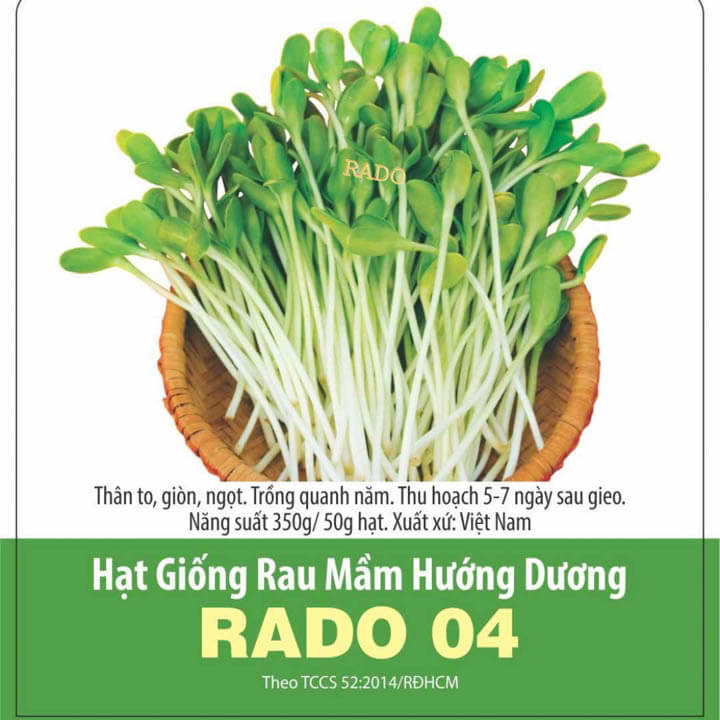 RADO
Thân to, giòn, ngọt. Trồng quanh năm. Thu hoạch 5-7 ngày sau gieo.
Năng suất 350g/ 50g hạt. Xuất xứ: Việt Nam
Hạt Giống Rau Mầm Hướng Dương
RADO 04
Theo TCCS 52:2014/RĐHCM